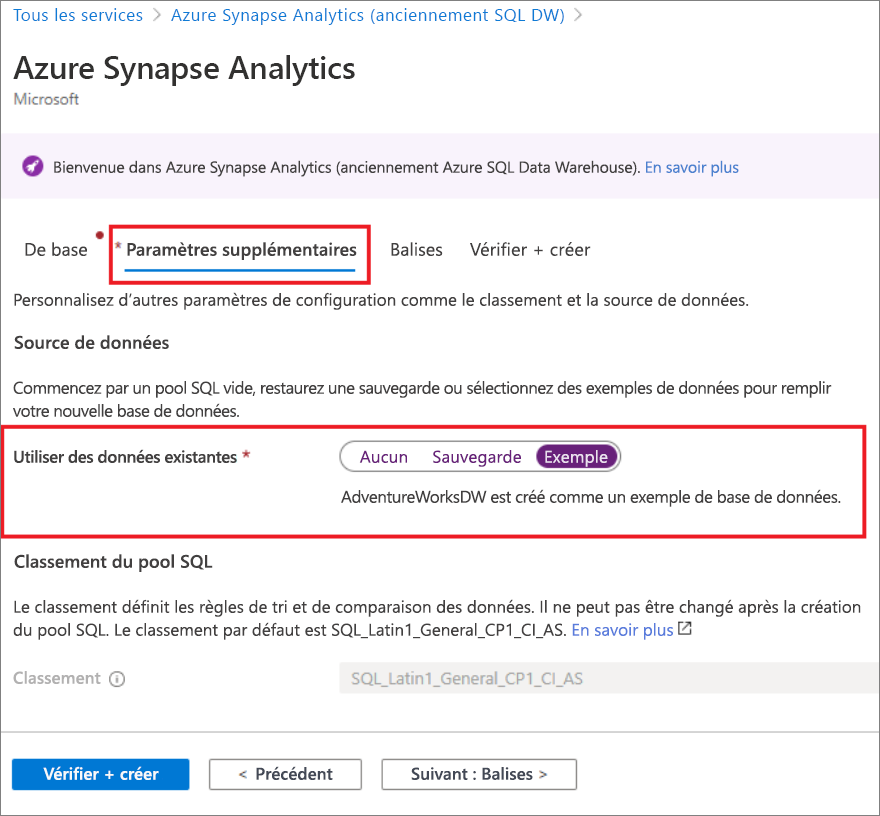 Tous les services > Azure Synapse Analytics (anciennement SQL DW) >
Azure Synapse Analytics
Microsoft
Bienvenue dans Azure Synapse Analytics (anciennement Azure SQL Data Warehouse). En savoir plus
De base * Paramètres supplémentaires Balises Vérifier + créer
Personnalisez d’autres paramètres de configuration comme le classement et la source de données.
Source de données
Commencez par un pool SQL vide, restaurez une sauvegarde ou sélectionnez des exemples de données pour remplir
votre nouvelle base de données.
Utiliser des données existantes * Aucun Sauvegarde Exemple
AdventureWorksDW est créé comme un exemple de base de données.
Classement du pool SQL
Le classement définit les règles de tri et de comparaison des données. Il ne peut pas être changé après la création
du pool SQL. Le classement par défaut est SQL_Latin1_General_CP1_CI_AS. En savoir plus
Classement SQL_Latin1_General_CP1_CI_AS
Vérifier + créer < Précédent Suivant : Balises >